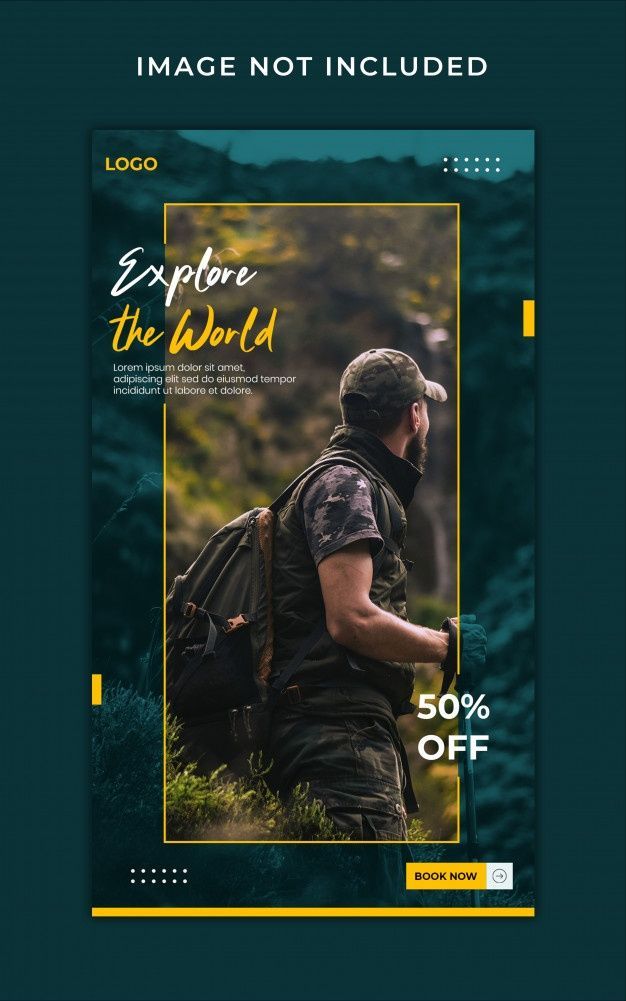 IMAGE NOT INCLUDED
LOGO
Explore
the World
Lorem ipsum dolor sit amet,
adipiscing elit sed do eiusmod tempor
incididunt ut labore et dolore.
50%
OFF
BOOK NOW